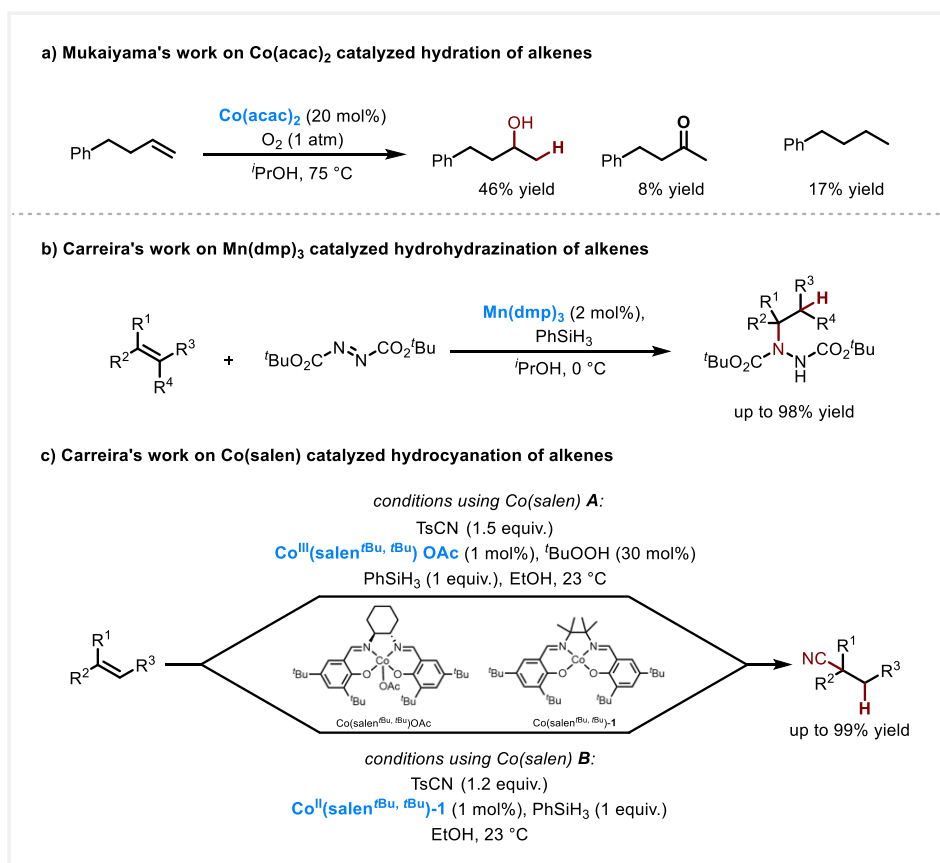 a) Mukaiyama's work on Co(acac)₂ catalyzed hydration of alkenes
Co(acac)₂ (20 mol%)
O₂ (1 atm)
ⁱPrOH, 75 °C
Ph
OH
Ph
H
46% yield
O
Ph
8% yield
Ph
17% yield
b) Carreira's work on Mn(dmp)₃ catalyzed hydrohydrazination of alkenes
R¹
R²
R³
R⁴
+
ᵗBuO₂C
N
N
CO₂ᵗBu
Mn(dmp)₃ (2 mol%),
PhSiH₃
ⁱPrOH, 0 °C
R³
R¹
H
R²
R⁴
ᵗBuO₂C
N
N
H
CO₂ᵗBu
up to 98% yield
c) Carreira's work on Co(salen) catalyzed hydrocyanation of alkenes
conditions using Co(salen) A:
TsCN (1.5 equiv.)
Coᴵᴵᴵ(salenᵗᴮᵘ, ᵗᴮᵘ) OAc (1 mol%), ᵗBuOOH (30 mol%)
PhSiH₃ (1 equiv.), EtOH, 23 °C
R¹
R²
R³
N
N
Co
O
O
OAc
ᵗBu
ᵗBu
ᵗBu
ᵗBu
Co(salenᵗᴮᵘ, ᵗᴮᵘ)OAc
N
N
Co
O
O
ᵗBu
ᵗBu
ᵗBu
ᵗBu
Co(salenᵗᴮᵘ, ᵗᴮᵘ)-1
R¹
NC
R²
R³
H
up to 99% yield
conditions using Co(salen) B:
TsCN (1.2 equiv.)
Coᴵᴵ(salenᵗᴮᵘ, ᵗᴮᵘ)-1 (1 mol%), PhSiH₃ (1 equiv.)
EtOH, 23 °C